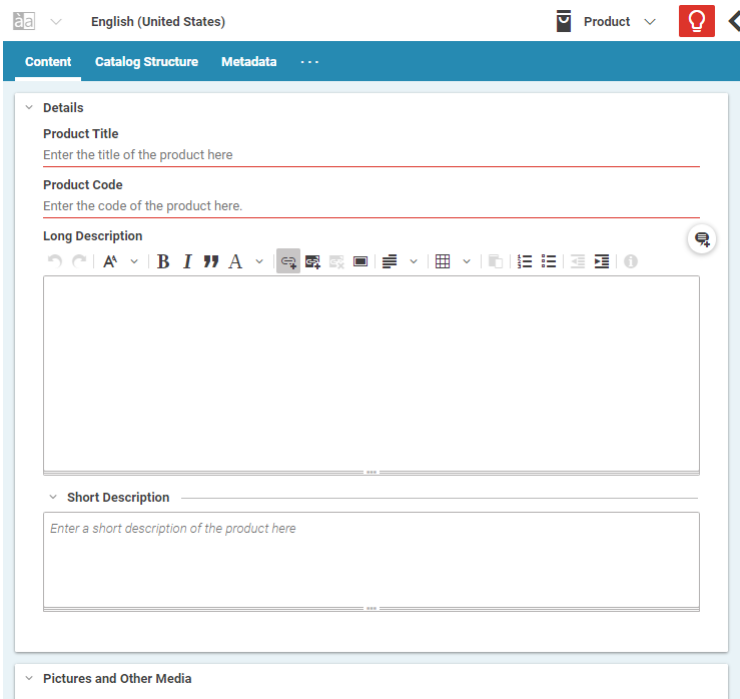 àa English (United States) Product
Content Catalog Structure Metadata ...
Details
Product Title
Enter the title of the product here
Product Code
Enter the code of the product here.
Long Description
B I A
Short Description
Enter a short description of the product here
Pictures and Other Media